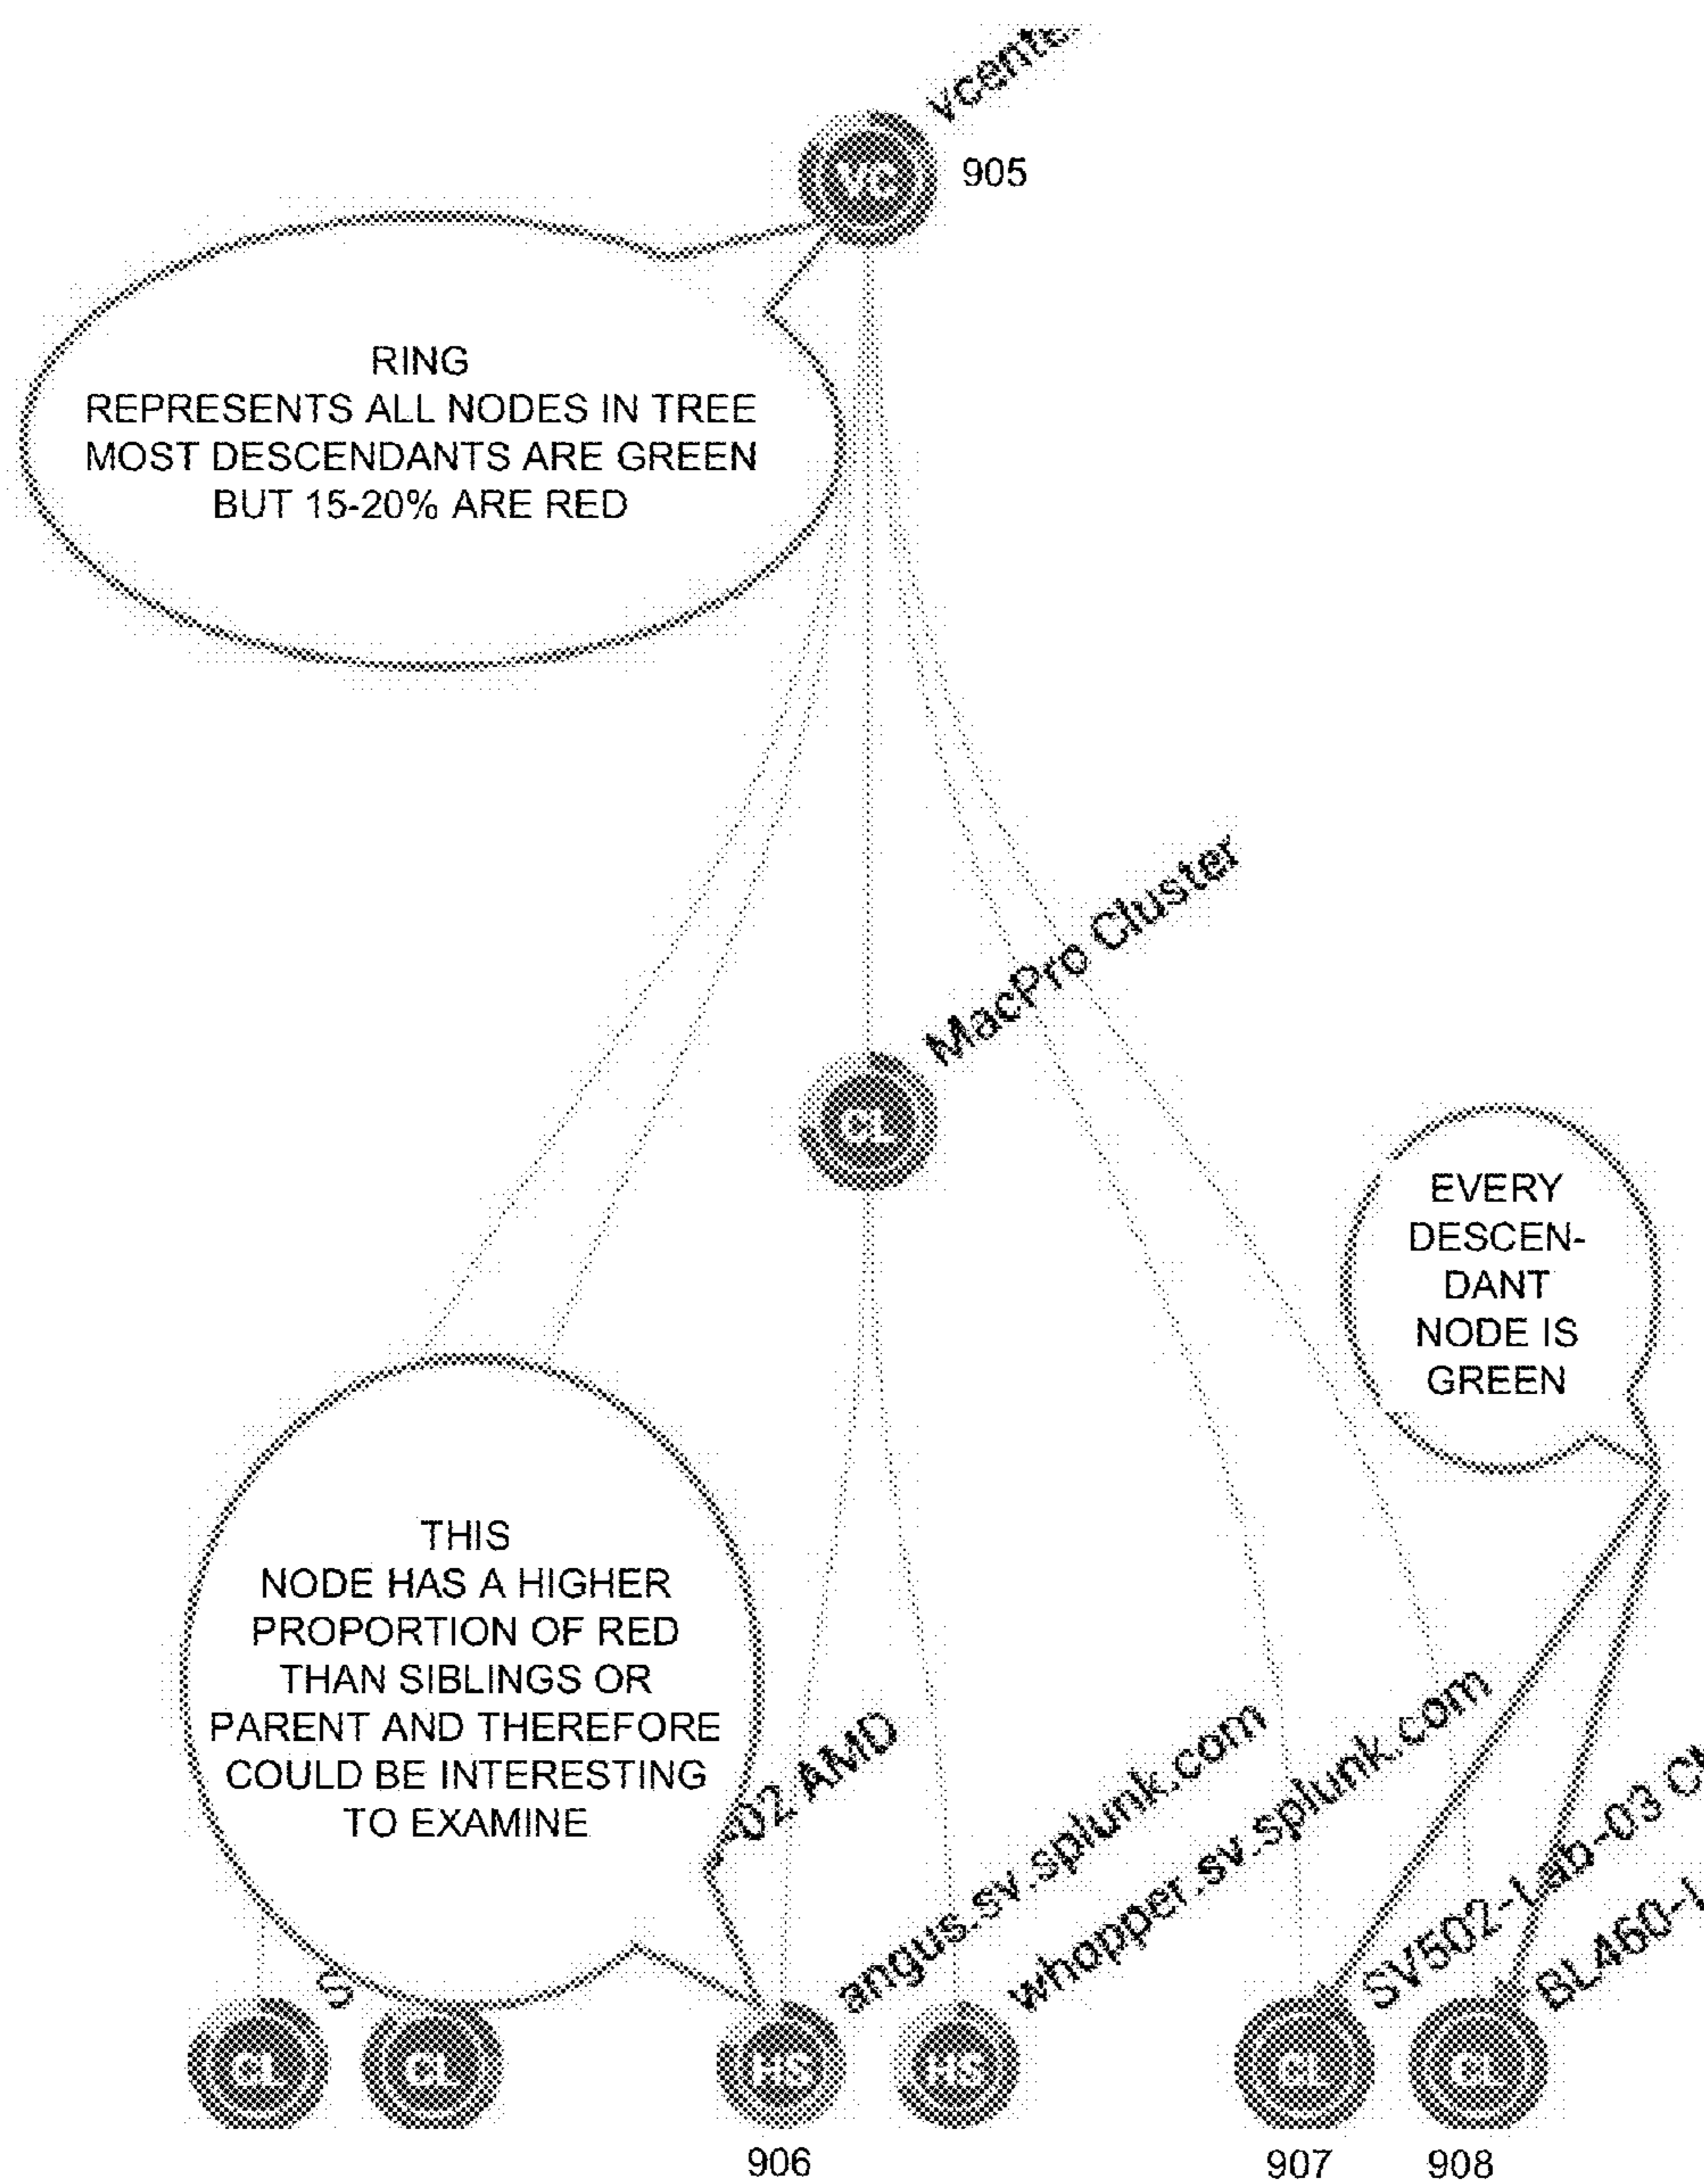 VC
905
RING
REPRESENTS ALL NODES IN TREE
MOST DESCENDANTS ARE GREEN
BUT 15-20% ARE RED
MacPro Cluster
CL
EVERY
DESCEN-
DANT
NODE IS
GREEN
THIS
NODE HAS A HIGHER
PROPORTION OF RED
THAN SIBLINGS OR
PARENT AND THEREFORE
COULD BE INTERESTING
TO EXAMINE
-02 AMD
angus.sv.splunk.com
whopper.sv.splunk.com
SV502-Lab-03
S
CL
CL
HS
HS
CL
CL
906
907
908